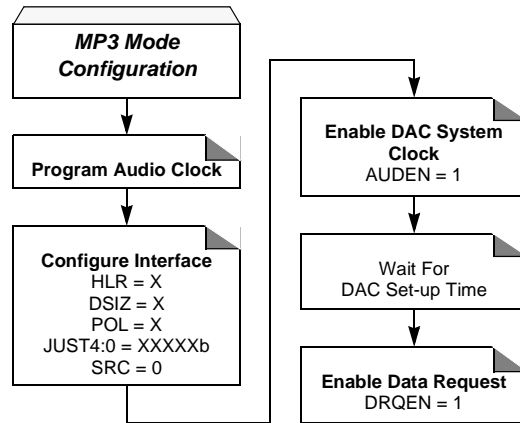 MP3 Mode
Configuration
Program Audio Clock
Configure Interface
HLR = X
DSIZ = X
POL = X
JUST4:0 = XXXXXb
SRC = 0
Enable DAC System
Clock
AUDEN = 1
Wait For
DAC Set-up Time
Enable Data Request
DRQEN = 1